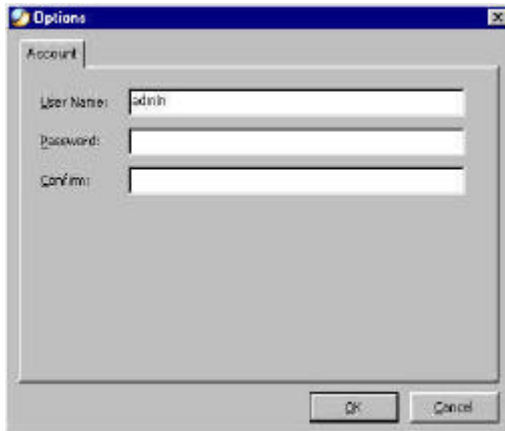 Options
Account
User Name: admin
Password:
Confirm:
OK Cancel